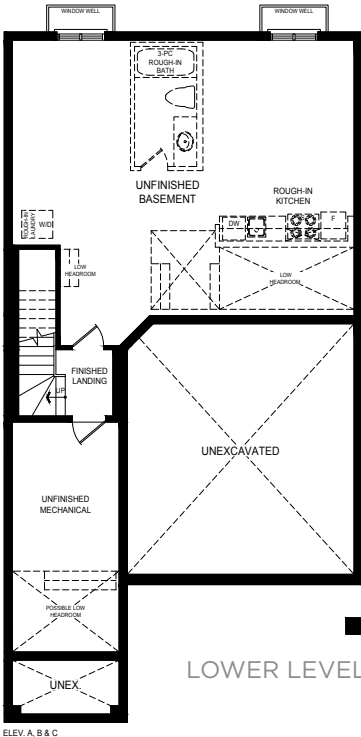 WINDOW WELL
WINDOW WELL
3-PC
ROUGH-IN
BATH
UNFINISHED
BASEMENT
ROUGH-IN
KITCHEN
ROUGH-IN
LAUNDRY
W/D
DW
F
LOW
HEADROOM
LOW
HEADROOM
FINISHED
LANDING
UP
UNEXCAVATED
UNFINISHED
MECHANICAL
POSSIBLE LOW
HEADROOM
UNEX.
LOWER LEVEL
ELEV. A, B & C